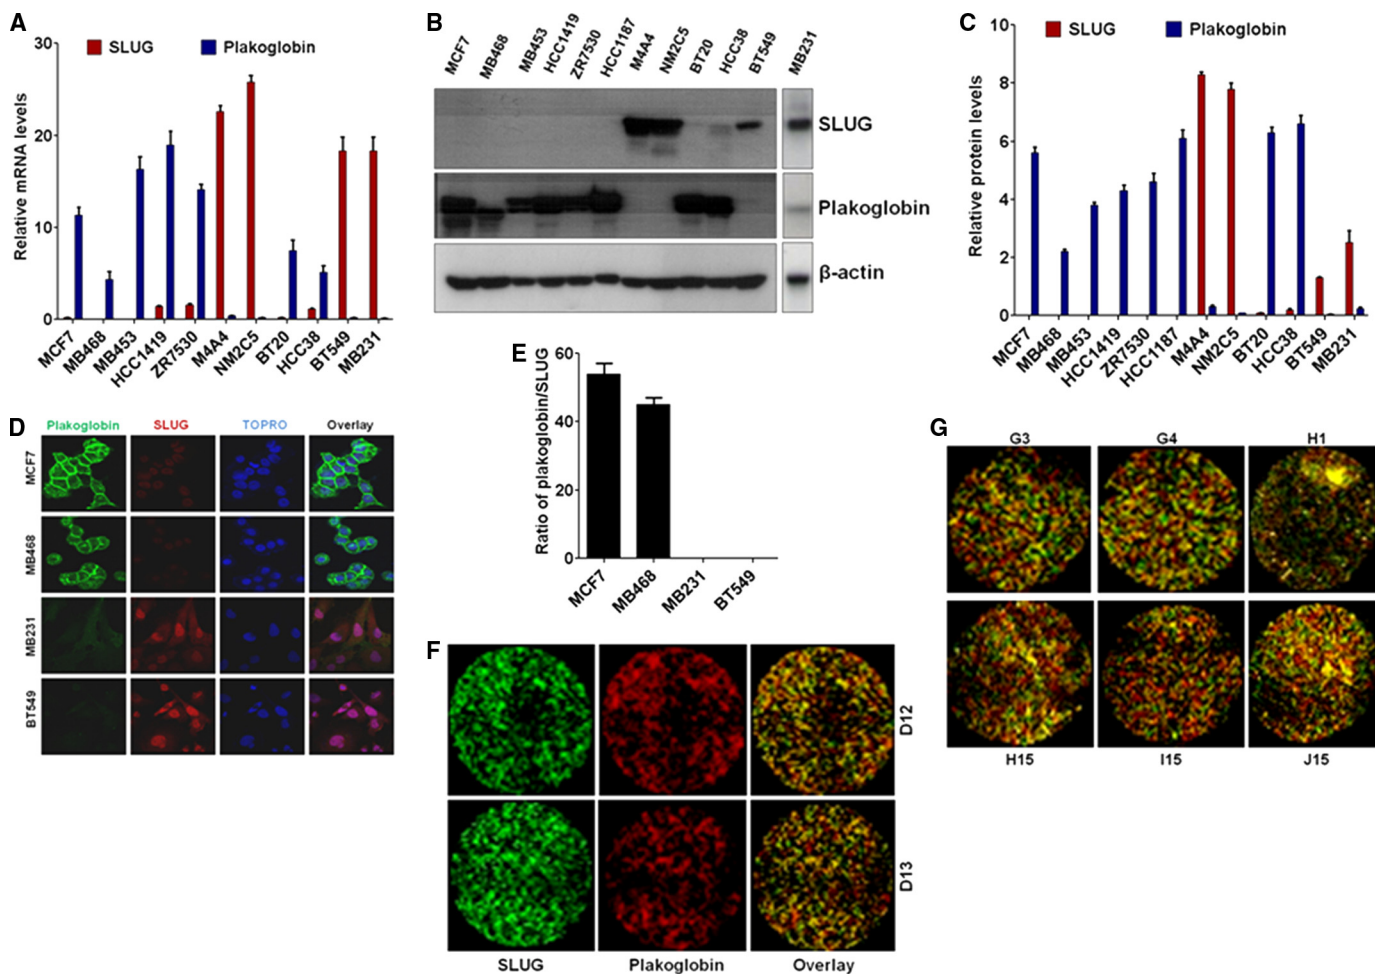 A
SLUG
Plakoglobin
Relative mRNA levels
30
20
10
0
MCF7
MB468
MB453
HCC1419
ZR7530
M4A4
NM2C5
BT20
HCC38
BT549
MB231
B
MCF7
MB468
MB453
HCC1419
ZR7530
HCC1187
M4A4
NM2C5
BT20
HCC38
BT549
MB231
SLUG
Plakoglobin
β-actin
C
SLUG
Plakoglobin
Relative protein levels
10
8
6
4
2
0
MCF7
MB468
MB453
HCC1419
ZR7530
HCC1187
M4A4
NM2C5
BT20
HCC38
BT549
MB231
D
Plakoglobin SLUG TOPRO Overlay
MCF7
MB468
MB231
BT549
E
Ratio of plakoglobin/SLUG
60
40
20
0
MCF7
MB468
MB231
BT549
F
D12
D13
SLUG Plakoglobin Overlay
G
G3 G4 H1
H15 I15 J15